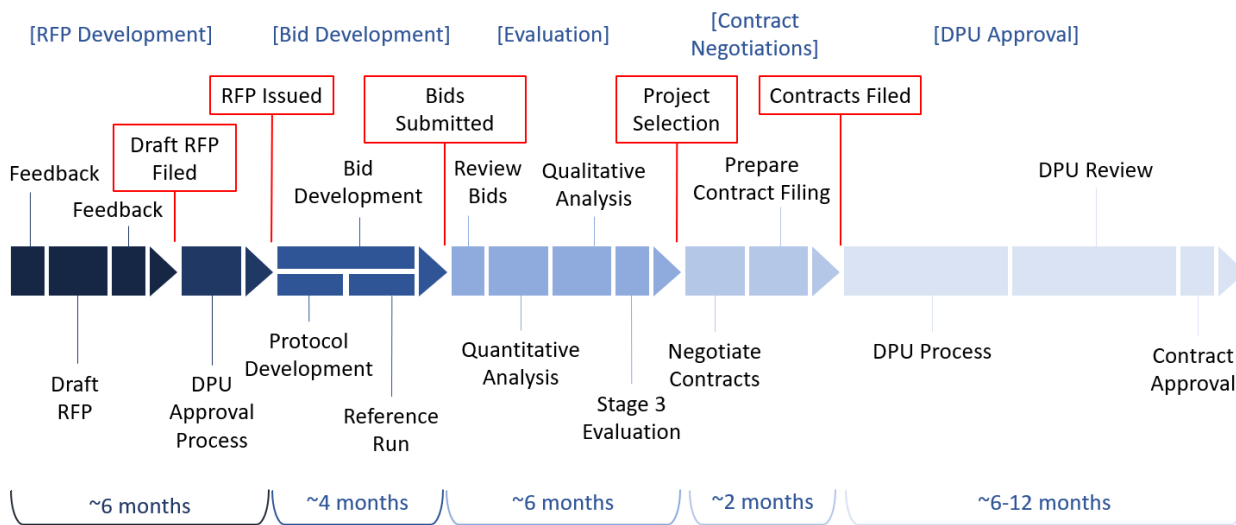 [RFP Development]
[Bid Development]
[Evaluation]
[Contract
Negotiations]
[DPU Approval]
RFP Issued
Bids
Submitted
Project
Selection
Contracts Filed
Draft RFP
Filed
Feedback
Feedback
Bid
Development
Review
Bids
Qualitative
Analysis
Prepare
Contract Filing
DPU Review
Draft
RFP
DPU
Approval
Process
Protocol
Development
Reference
Run
Quantitative
Analysis
Stage 3
Evaluation
Negotiate
Contracts
DPU Process
Contract
Approval
~6 months
~4 months
~6 months
~2 months
~6-12 months